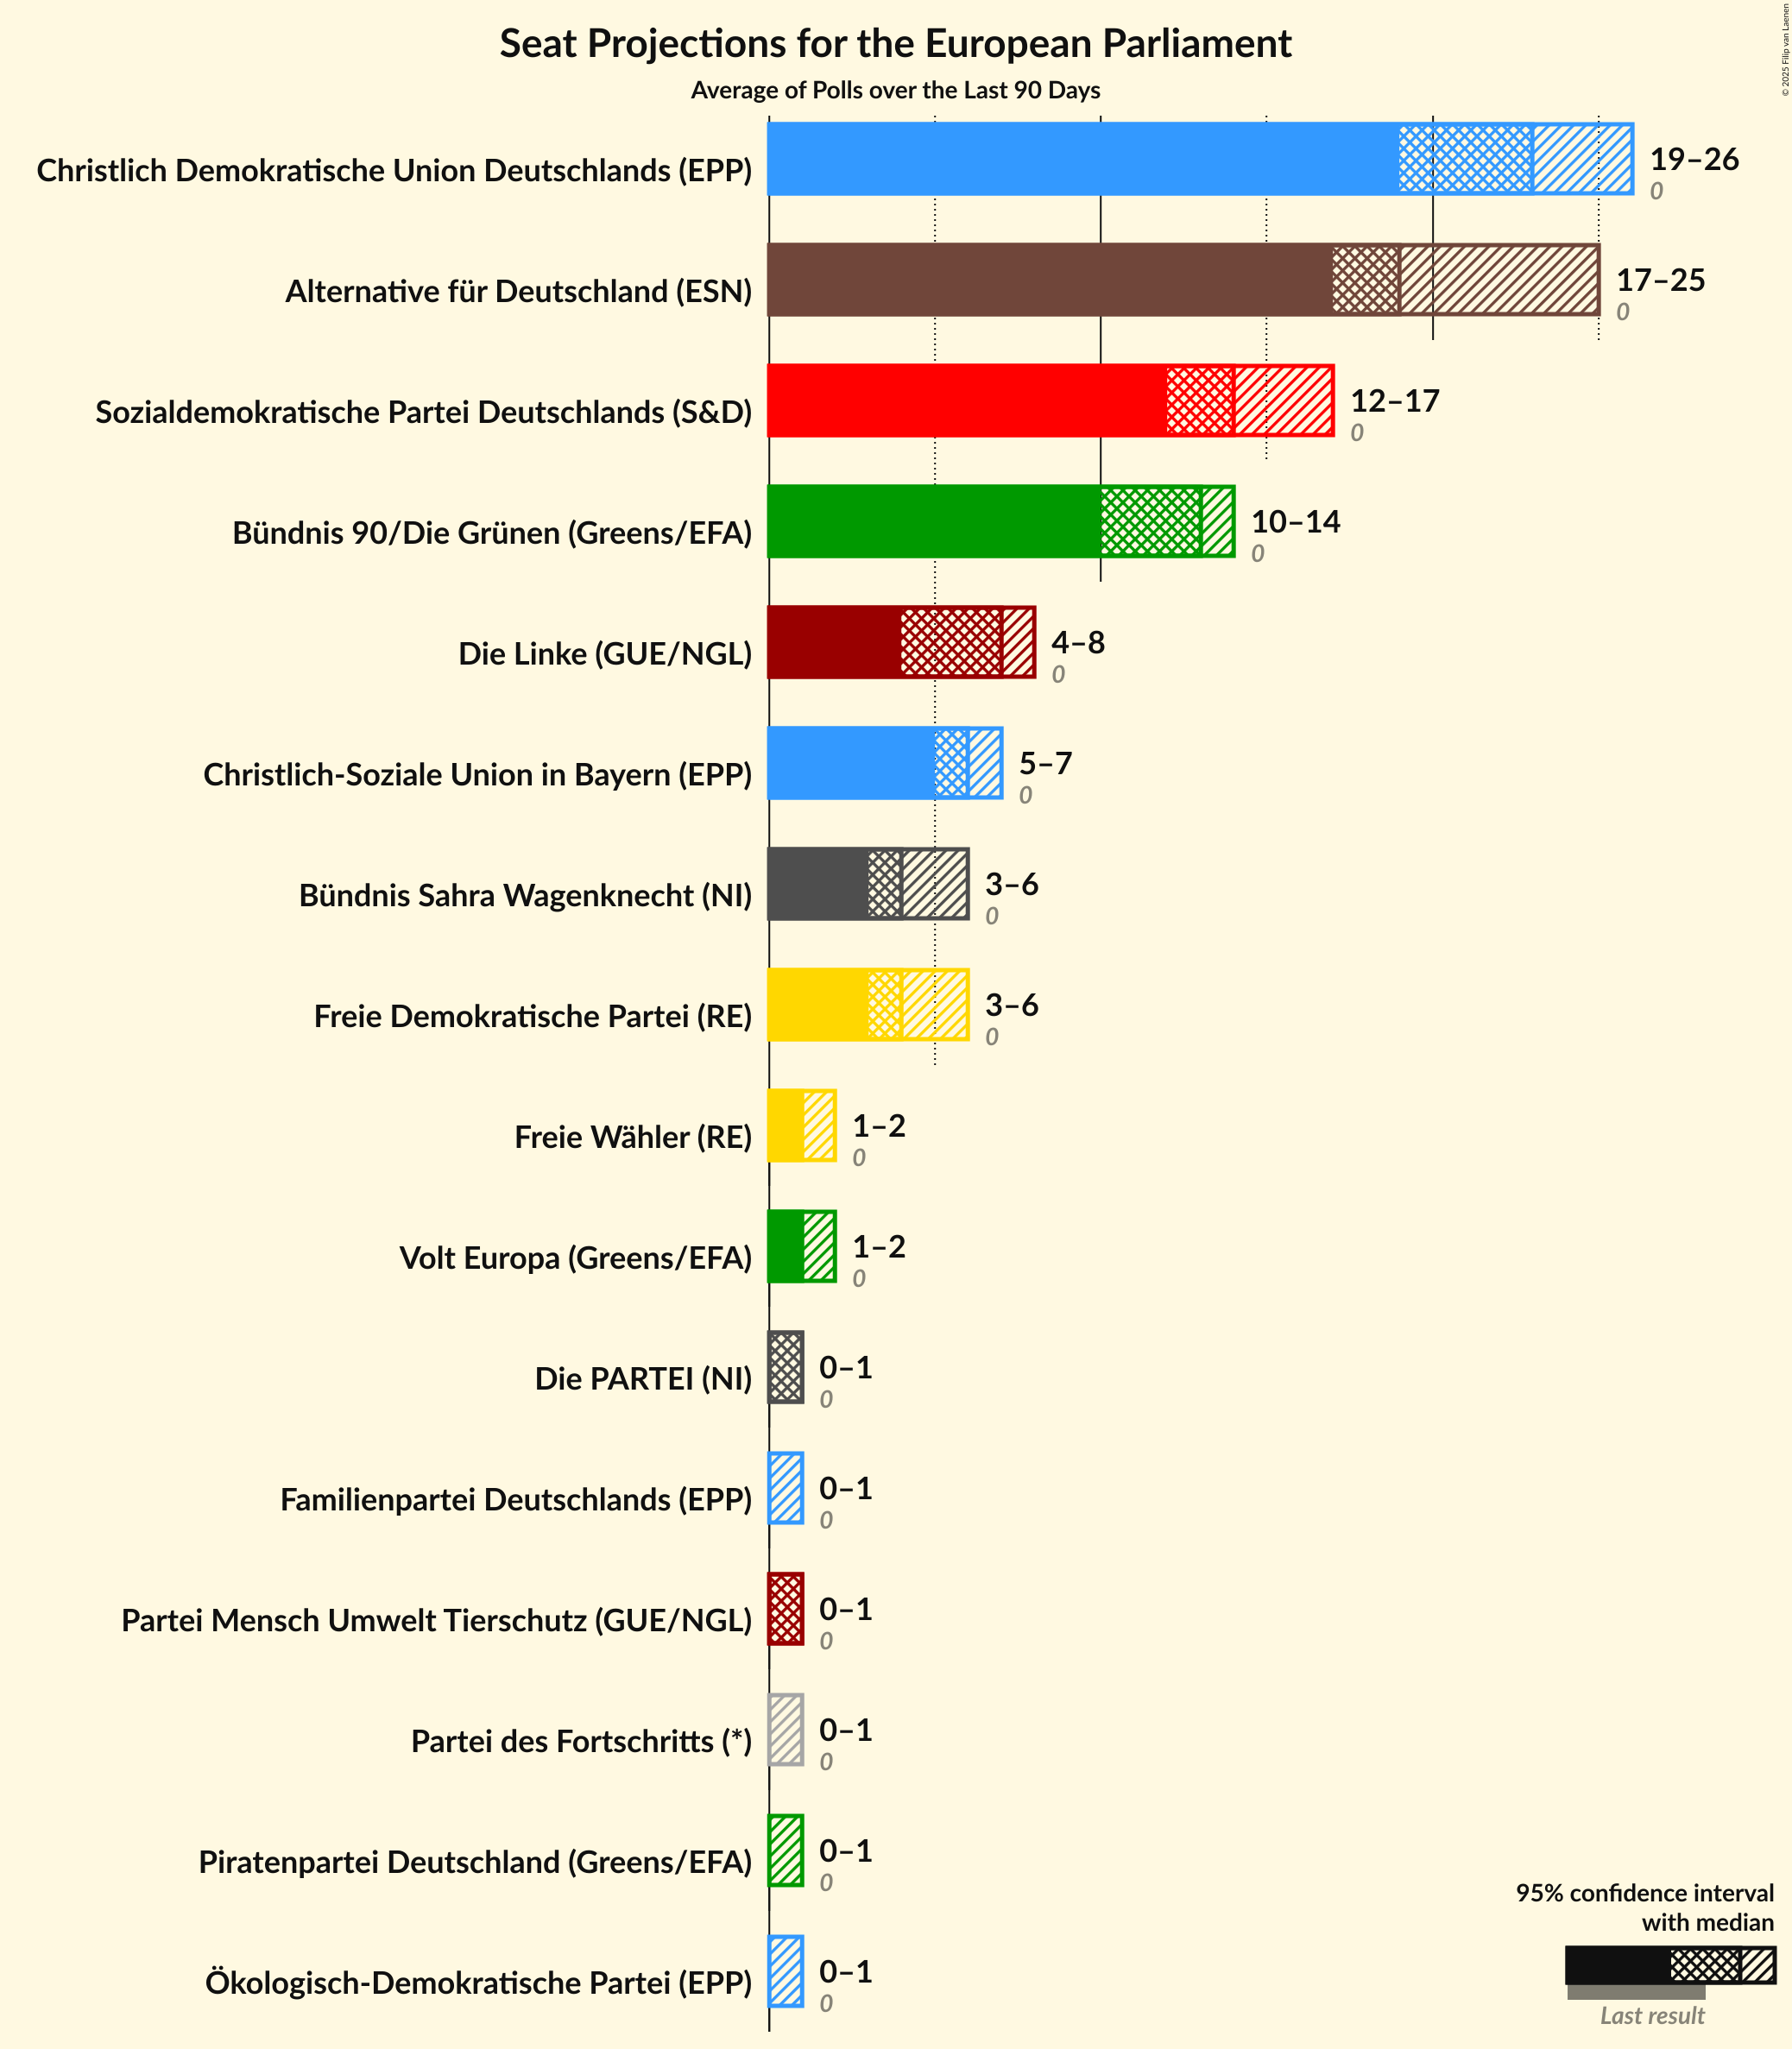 © 2025 Filip van Laenen
Seat Projections for the European Parliament
Average of Polls over the Last 90 Days
Christlich Demokratische Union Deutschlands (EPP)
19–26
0
Alternative für Deutschland (ESN)
17–25
0
Sozialdemokratische Partei Deutschlands (S&D)
12–17
0
Bündnis 90/Die Grünen (Greens/EFA)
10–14
0
Die Linke (GUE/NGL)
4–8
0
Christlich-Soziale Union in Bayern (EPP)
5–7
0
Bündnis Sahra Wagenknecht (NI)
3–6
0
Freie Demokratische Partei (RE)
3–6
0
Freie Wähler (RE)
1–2
0
Volt Europa (Greens/EFA)
1–2
0
Die PARTEI (NI)
0–1
0
Familienpartei Deutschlands (EPP)
0–1
0
Partei Mensch Umwelt Tierschutz (GUE/NGL)
0–1
0
Partei des Fortschritts (*)
0–1
0
Piratenpartei Deutschland (Greens/EFA)
0–1
0
Ökologisch-Demokratische Partei (EPP)
0–1
0
95% confidence interval
with median
Last result